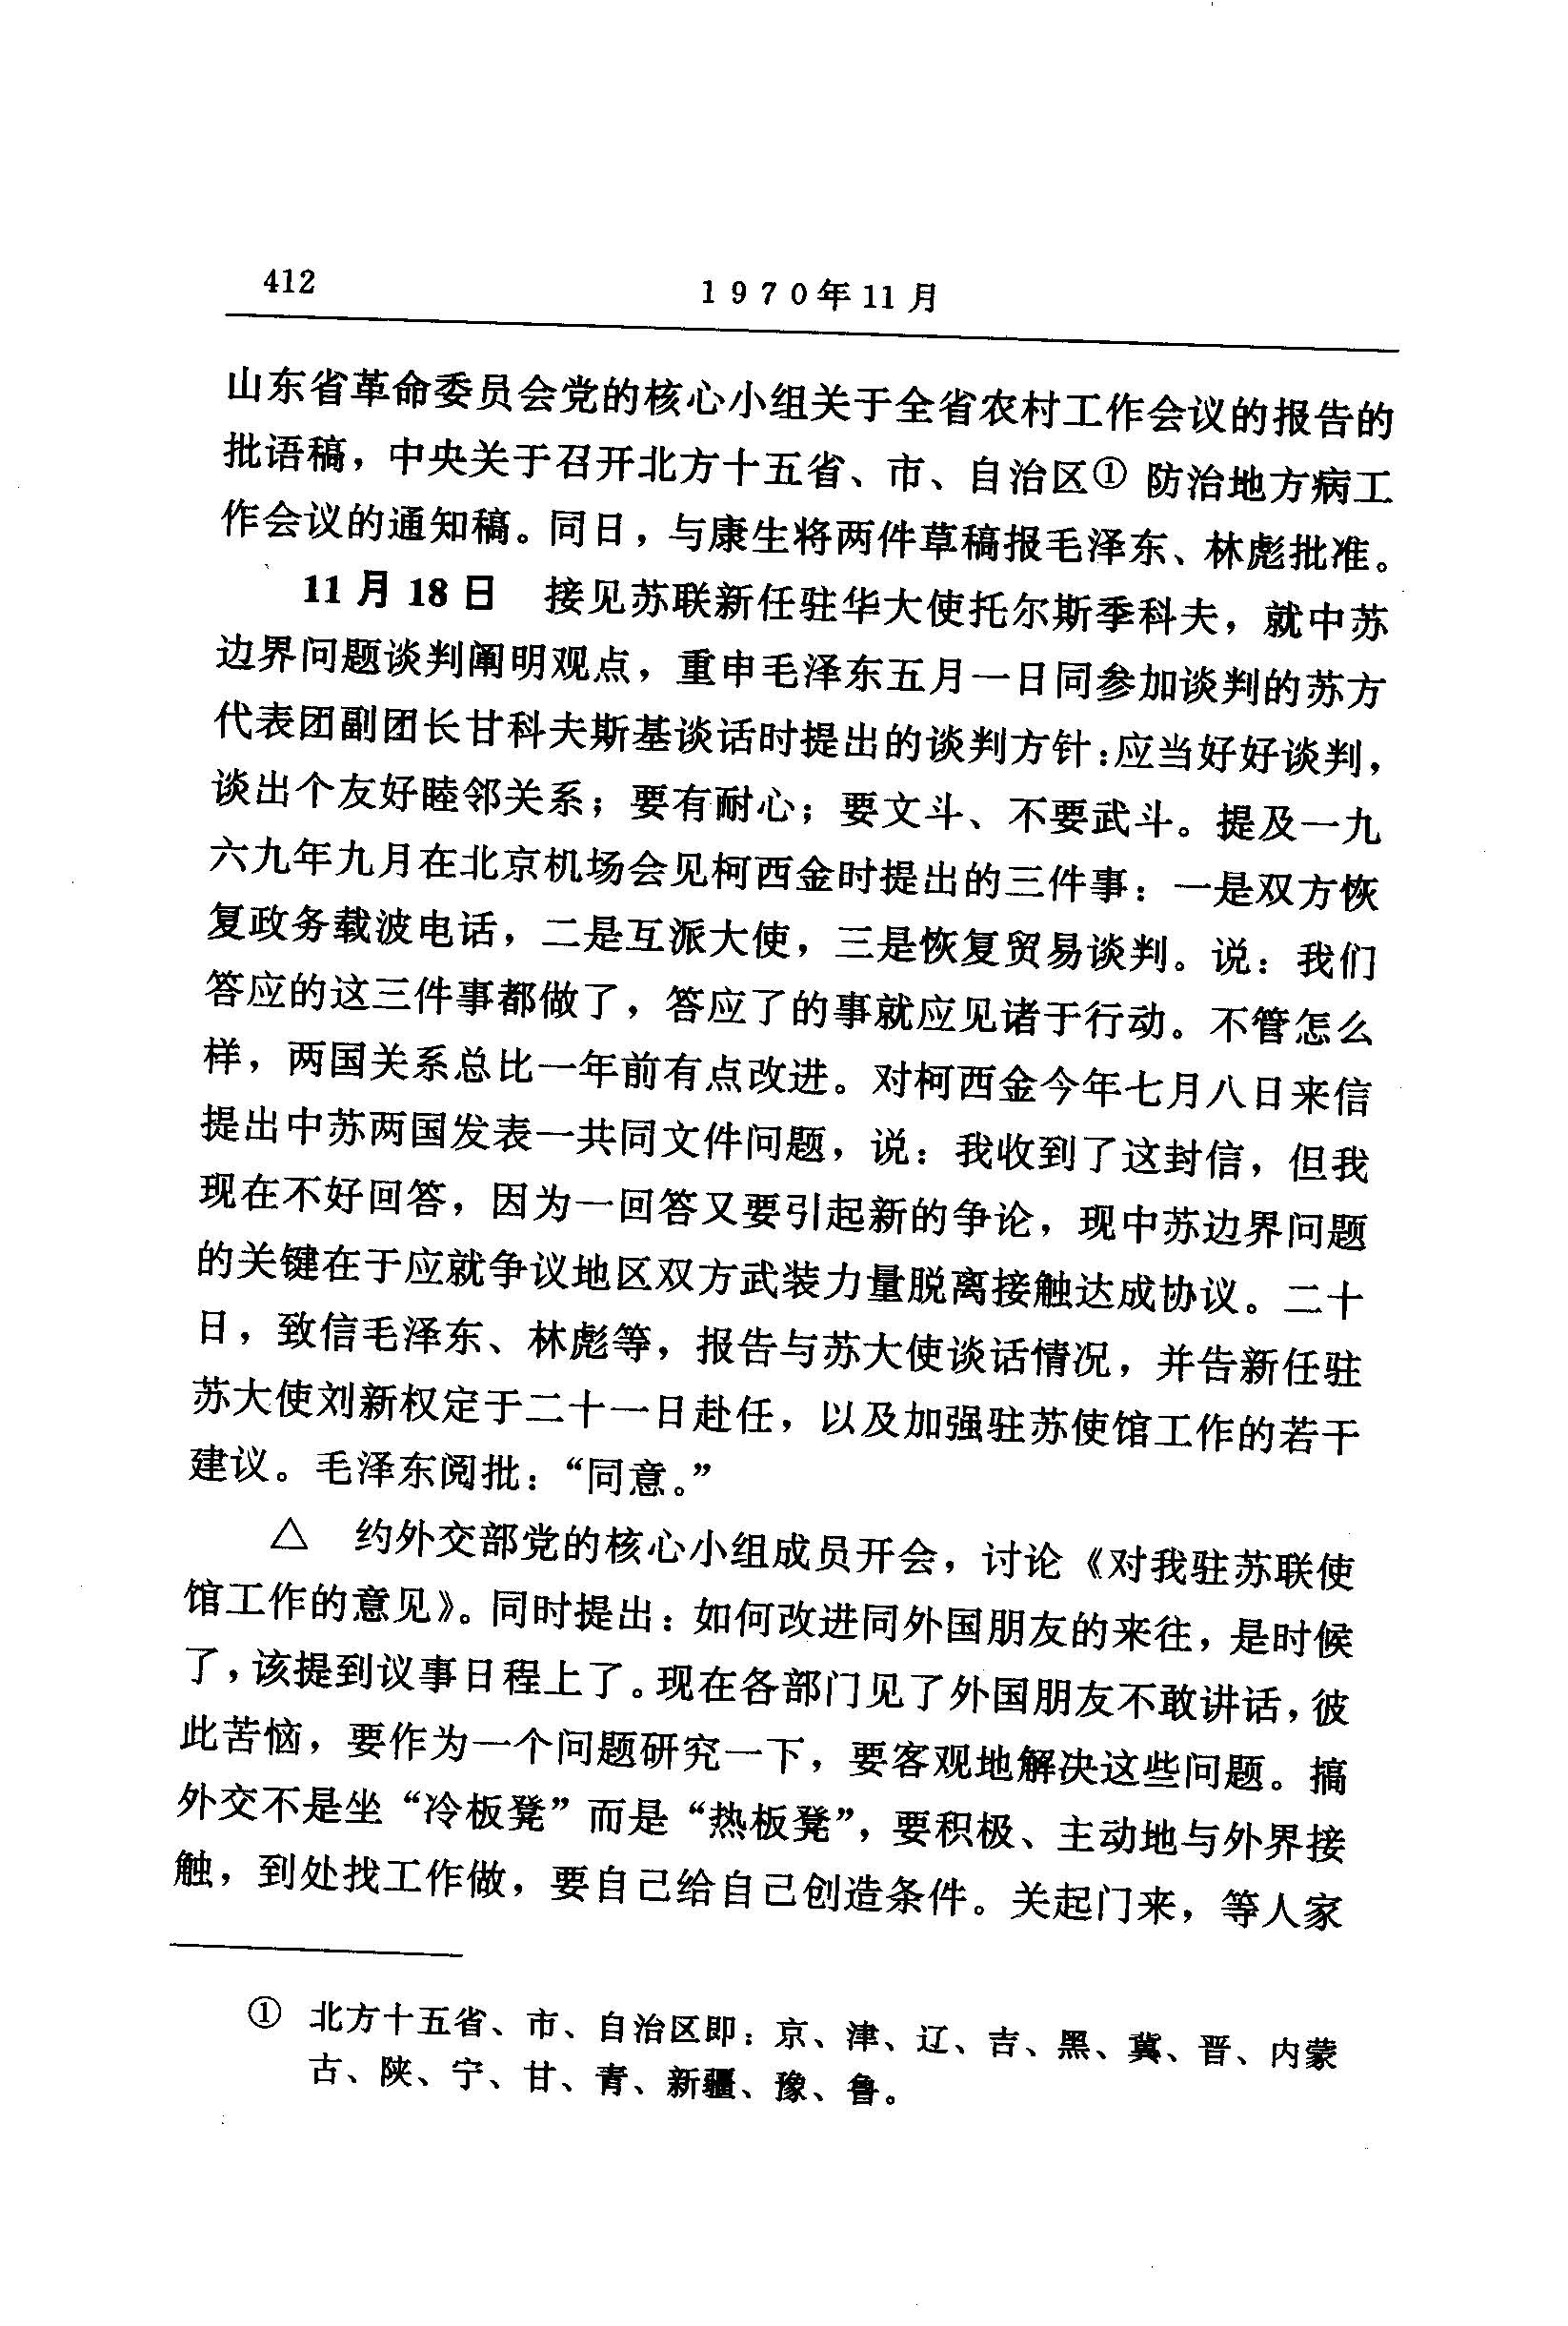 412
1970年11月
山东省革命委员会党的核心小组关于全省农村工作会议的报告的
批语稿，中央关于召开北方十五省、市、自治区① 防治地方病工
作会议的通知稿。同日，与康生将两件草稿报毛泽东、林彪批准。
11月18日 接见苏联新任驻华大使托尔斯季科夫，就中苏
边界问题谈判阐明观点，重申毛泽东五月一日同参加谈判的苏方
代表团副团长甘科夫斯基谈话时提出的谈判方针：应当好好谈判，
谈出个友好睦邻关系；要有耐心；要文斗、不要武斗。提及一九
六九年九月在北京机场会见柯西金时提出的三件事：一是双方恢
复政务载波电话，二是互派大使，三是恢复贸易谈判。说：我们
答应的这三件事都做了，答应了的事就应见诸于行动。不管怎么
样，两国关系总比一年前有点改进。对柯西金今年七月八日来信
提出中苏两国发表一共同文件问题，说：我收到了这封信，但我
现在不好回答，因为一回答又要引起新的争论，现中苏边界问题
的关键在于应就争议地区双方武装力量脱离接触达成协议。二十
日，致信毛泽东、林彪等，报告与苏大使谈话情况，并告新任驻
苏大使刘新权定于二十一日赴任，以及加强驻苏使馆工作的若干
建议。毛泽东阅批：“同意。”
△ 约外交部党的核心小组成员开会，讨论《对我驻苏联使
馆工作的意见》。同时提出：如何改进同外国朋友的来往，是时候
了，该提到议事日程上了。现在各部门见了外国朋友不敢讲话，彼
此苦恼，要作为一个问题研究一下，要客观地解决这些问题。搞
外交不是坐“冷板凳”而是“热板凳”，要积极、主动地与外界接
触，到处找工作做，要自己给自己创造条件。关起门来，等人家
① 北方十五省、市、自治区即：京、津、辽、吉、黑、冀、晋、内蒙
古、陕、宁、甘、青、新疆、豫、鲁。